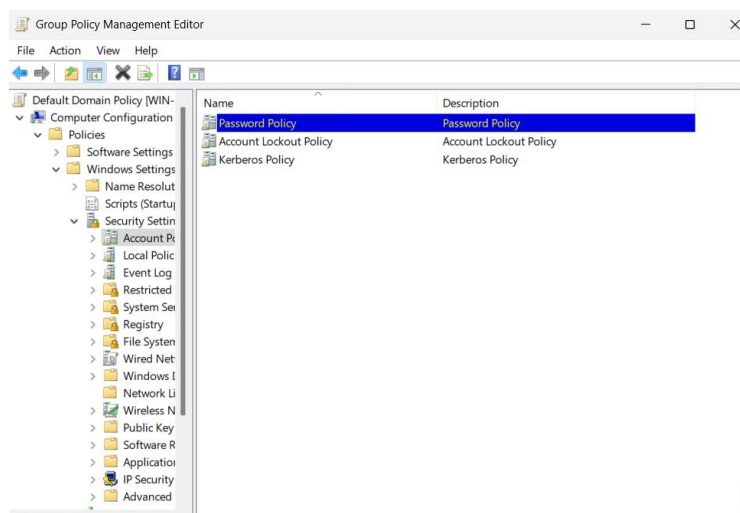 Group Policy Management Editor
File Action View Help
Default Domain Policy [WIN-
Computer Configuration
Policies
Software Settings
Windows Settings
Name Resolut
Scripts (Startu
Security Settin
Account Po
Local Polic
Event Log
Restricted
System Ser
Registry
File System
Wired Net
Windows D
Network Li
Wireless N
Public Key
Software R
Application
IP Security
Advanced
Name Description
Password Policy Password Policy
Account Lockout Policy Account Lockout Policy
Kerberos Policy Kerberos Policy